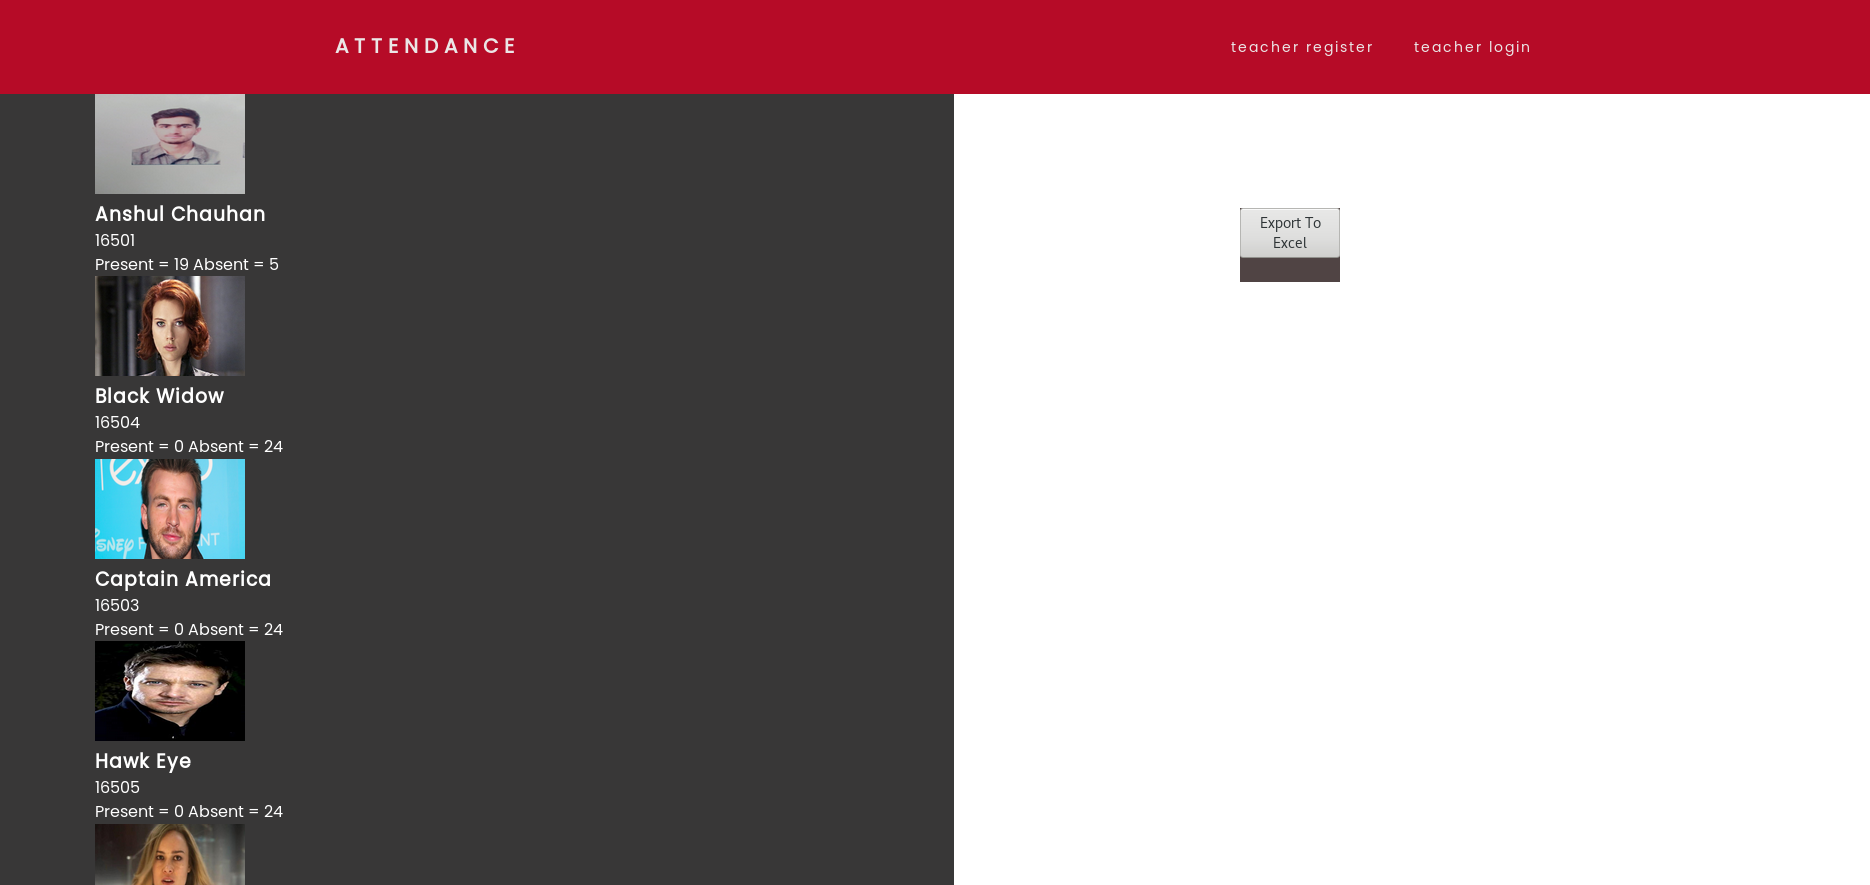 ATTENDANCE
teacher register
teacher login
Anshul Chauhan
16501
Present = 19 Absent = 5
Black Widow
16504
Present = 0 Absent = 24
Captain America
16503
Present = 0 Absent = 24
Hawk Eye
16505
Present = 0 Absent = 24
Export To
Excel